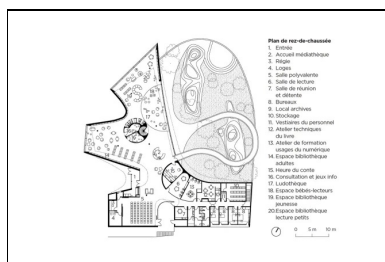 Plan de rez-de-chaussée
1. Entrée
2. Accueil médiathèque
3. Régie
4. Loges
5. Salle polyvalente
6. Salle de lecture
7. Salle de réunion
et détente
8. Bureaux
9. Local archives
10. Stockage
11. Vestiaires du personnel
12. Atelier techniques
du livre
13. Atelier de formation
usages du numérique
14. Espace bibliothèque
adultes
15. Heure du conte
16. Consultation et jeux info
17. Ludothèque
18. Espace bébés-lecteurs
19. Espace bibliothèque
jeunesse
20. Espace bibliothèque
lecture petits
0 5 m 10 m